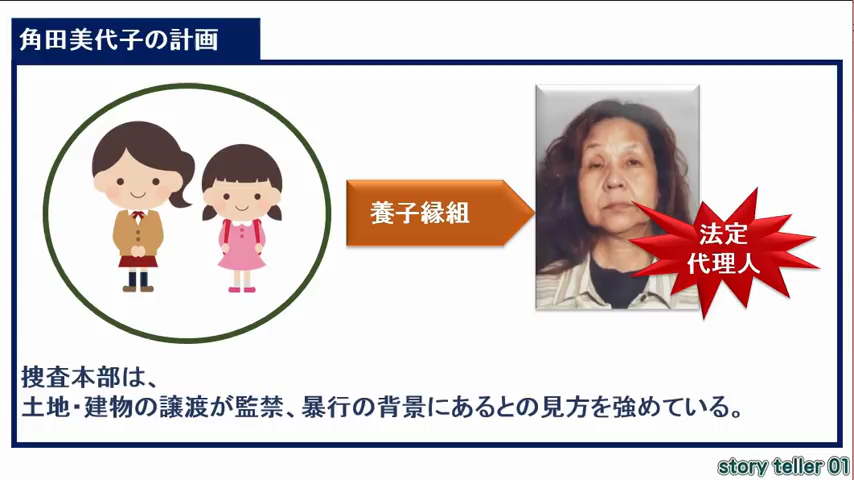 角田美代子の計画
養子縁組
法定
代理人
捜査本部は、
土地・建物の譲渡が監禁、暴行の背景にあるとの見方を強めている。
story teller 01